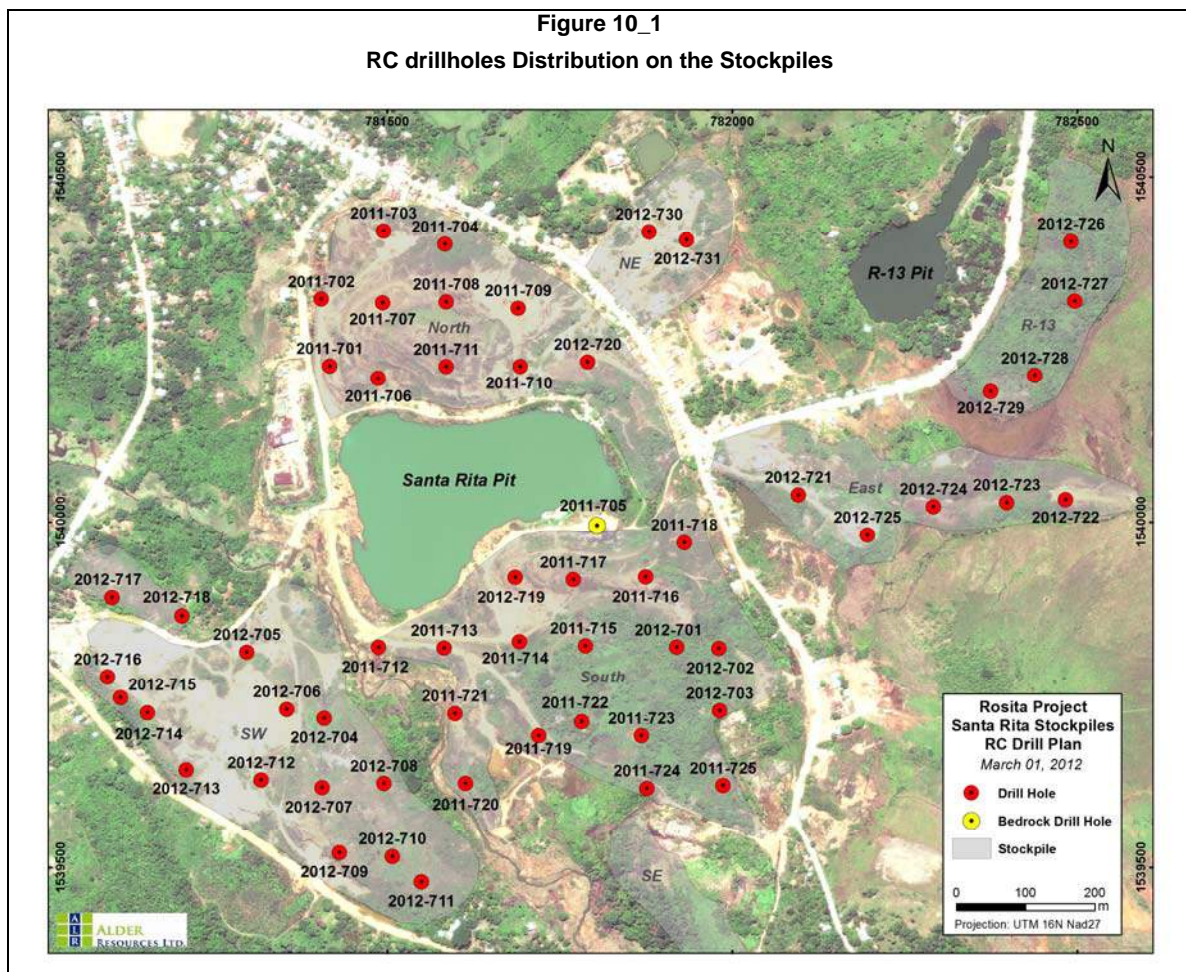 Figure 10_1
RC drillholes Distribution on the Stockpiles
781500
782000
782500
1540500
1540500
N
2011-703
2011-704
2012-730
2012-731
NE
2012-726
R-13 Pit
2011-702
2011-708
2011-709
2012-727
2011-707
North
R-13
2011-701
2011-711
2012-720
2012-728
2011-706
2011-710
2012-729
Santa Rita Pit
2012-721
East
2012-724
2012-723
2012-722
2012-725
1540000
1540000
2011-705
2011-718
2012-717
2012-718
2012-719
2011-717
2011-716
2012-705
2011-712
2011-713
2011-714
2011-715
2012-701
2012-702
2012-716
2012-715
2012-714
2012-706
2012-704
SW
2011-721
South
2012-703
2011-722
2011-723
2011-719
2012-713
2012-712
2012-707
2012-708
2011-720
2011-724
2011-725
2012-710
2012-709
2012-711
SE
1539500
1539500
Rosita Project
Santa Rita Stockpiles
RC Drill Plan
March 01, 2012
Drill Hole
Bedrock Drill Hole
Stockpile
0 100 200
m
Projection: UTM 16N Nad27
A L R
ALDER
RESOURCES LTD.